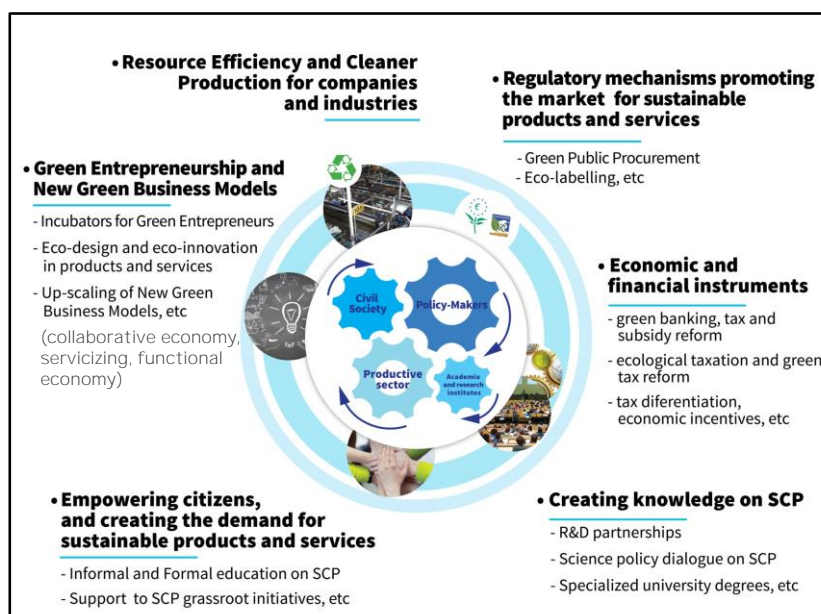 • Resource Efficiency and Cleaner
Production for companies
and industries
• Regulatory mechanisms promoting
the market for sustainable
products and services
- Green Public Procurement
- Eco-labelling, etc
• Green Entrepreneurship and
New Green Business Models
- Incubators for Green Entrepreneurs
- Eco-design and eco-innovation
in products and services
- Up-scaling of New Green
Business Models, etc
(collaborative economy,
servicizing, functional
economy)
Civil
Society
Policy-Makers
Productive
sector
Academia
and research
institutes
• Economic and
financial instruments
- green banking, tax and
subsidy reform
- ecological taxation and green
tax reform
- tax diferentiation,
economic incentives, etc
• Empowering citizens,
and creating the demand for
sustainable products and services
- Informal and Formal education on SCP
- Support to SCP grassroot initiatives, etc
• Creating knowledge on SCP
- R&D partnerships
- Science policy dialogue on SCP
- Specialized university degrees, etc